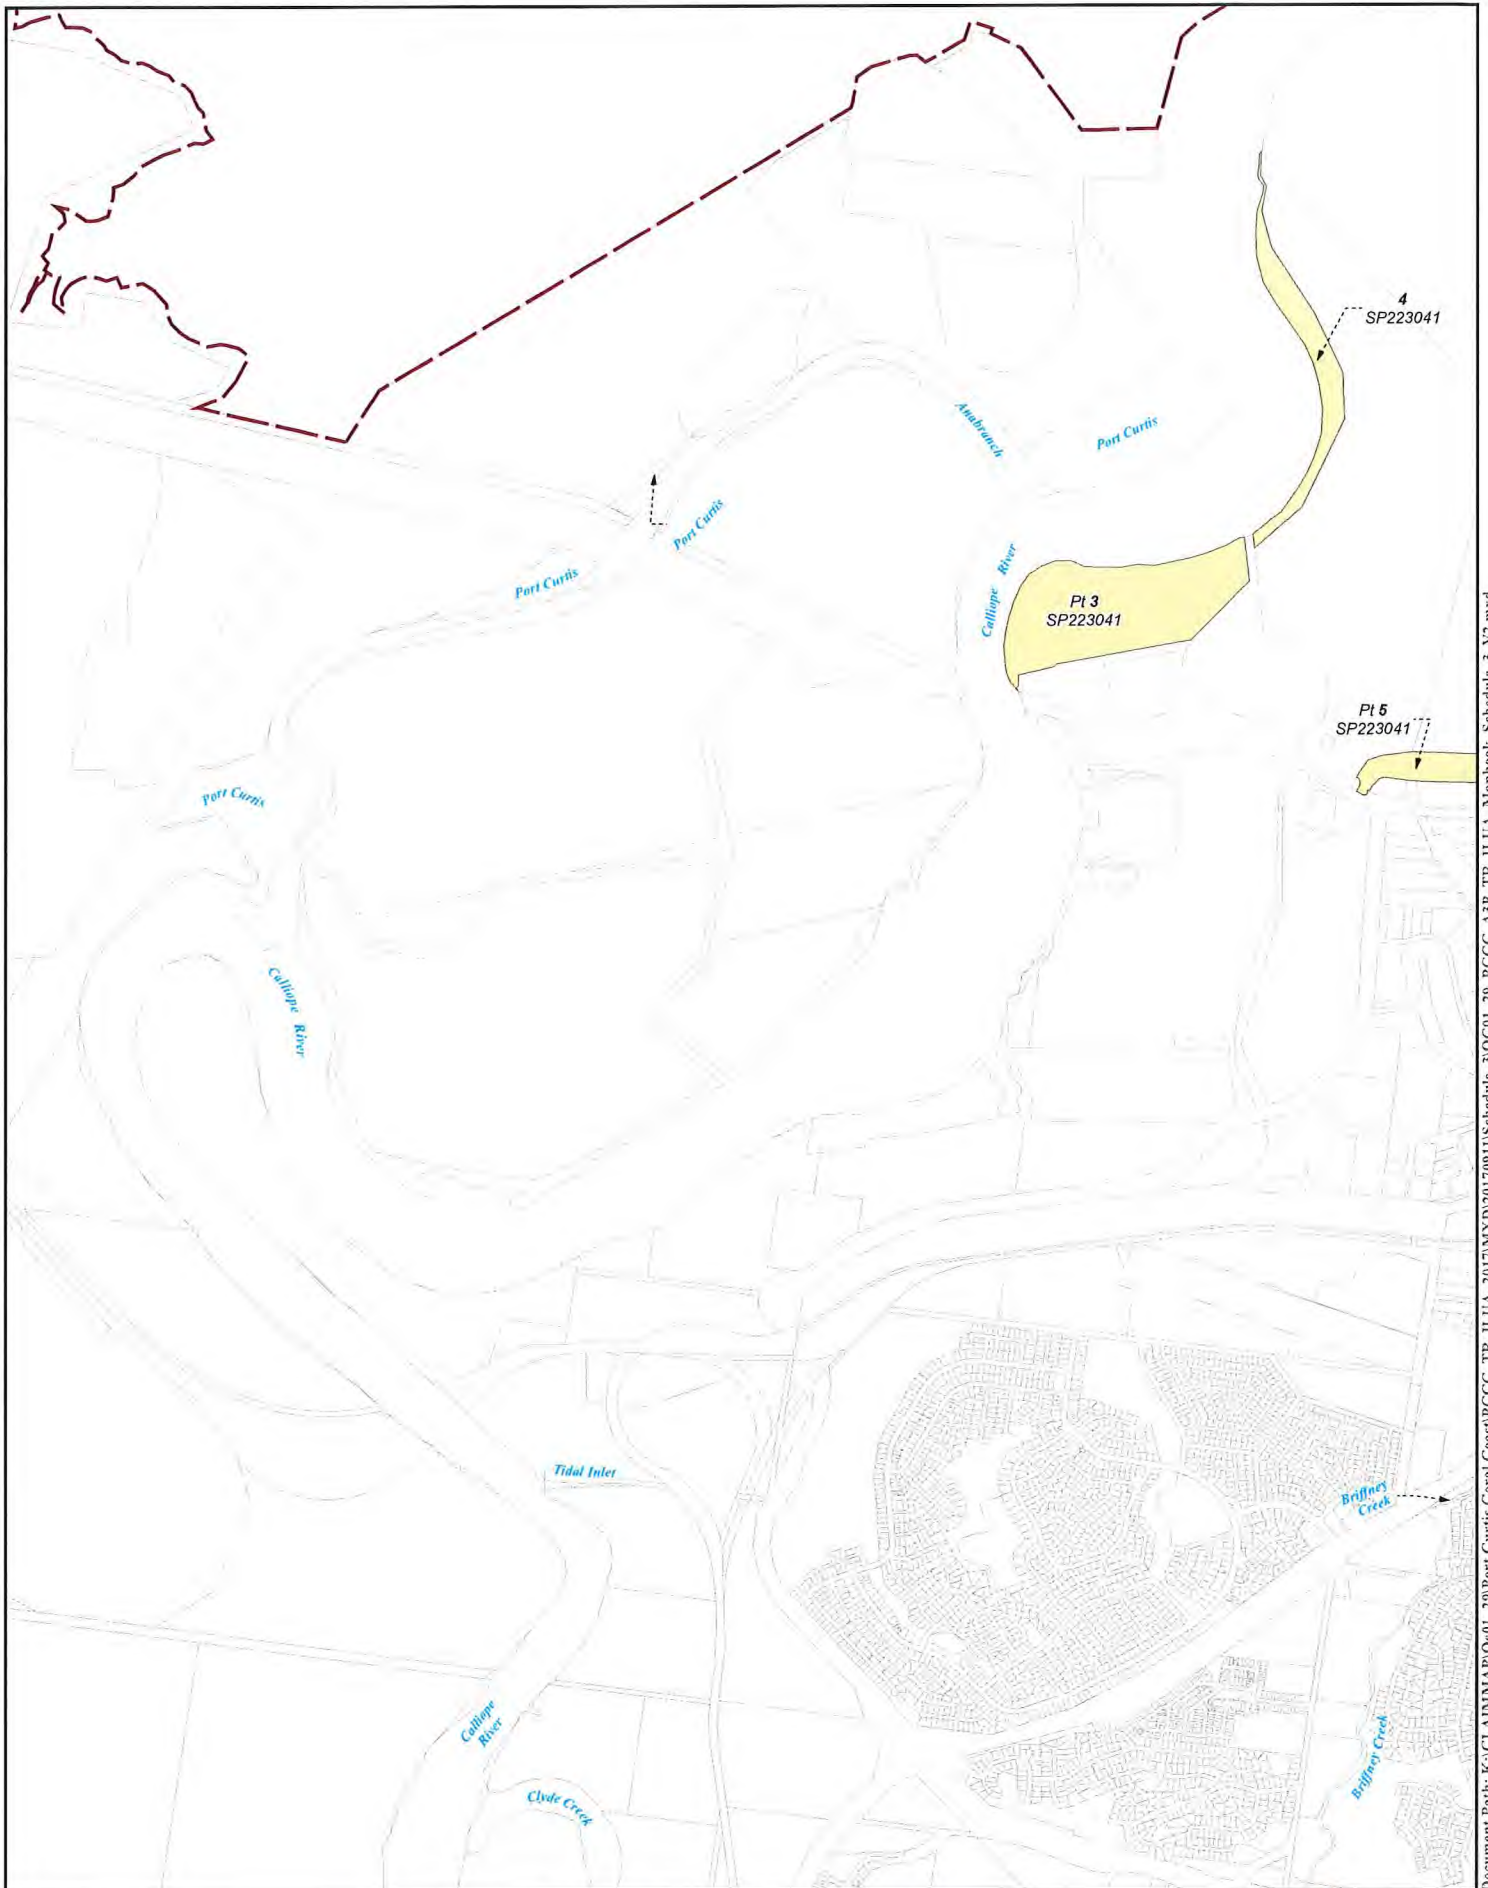 4
SP223041
Anabranch
Port Curtis
Port Curtis
Calliope River
Port Curtis
Pt 3
SP223041
Pt 5
SP223041
Port Curtis
Calliope River
Tidal Inlet
Briffney
Creek
Calliope
River
Briffney Creek
Clyde Creek